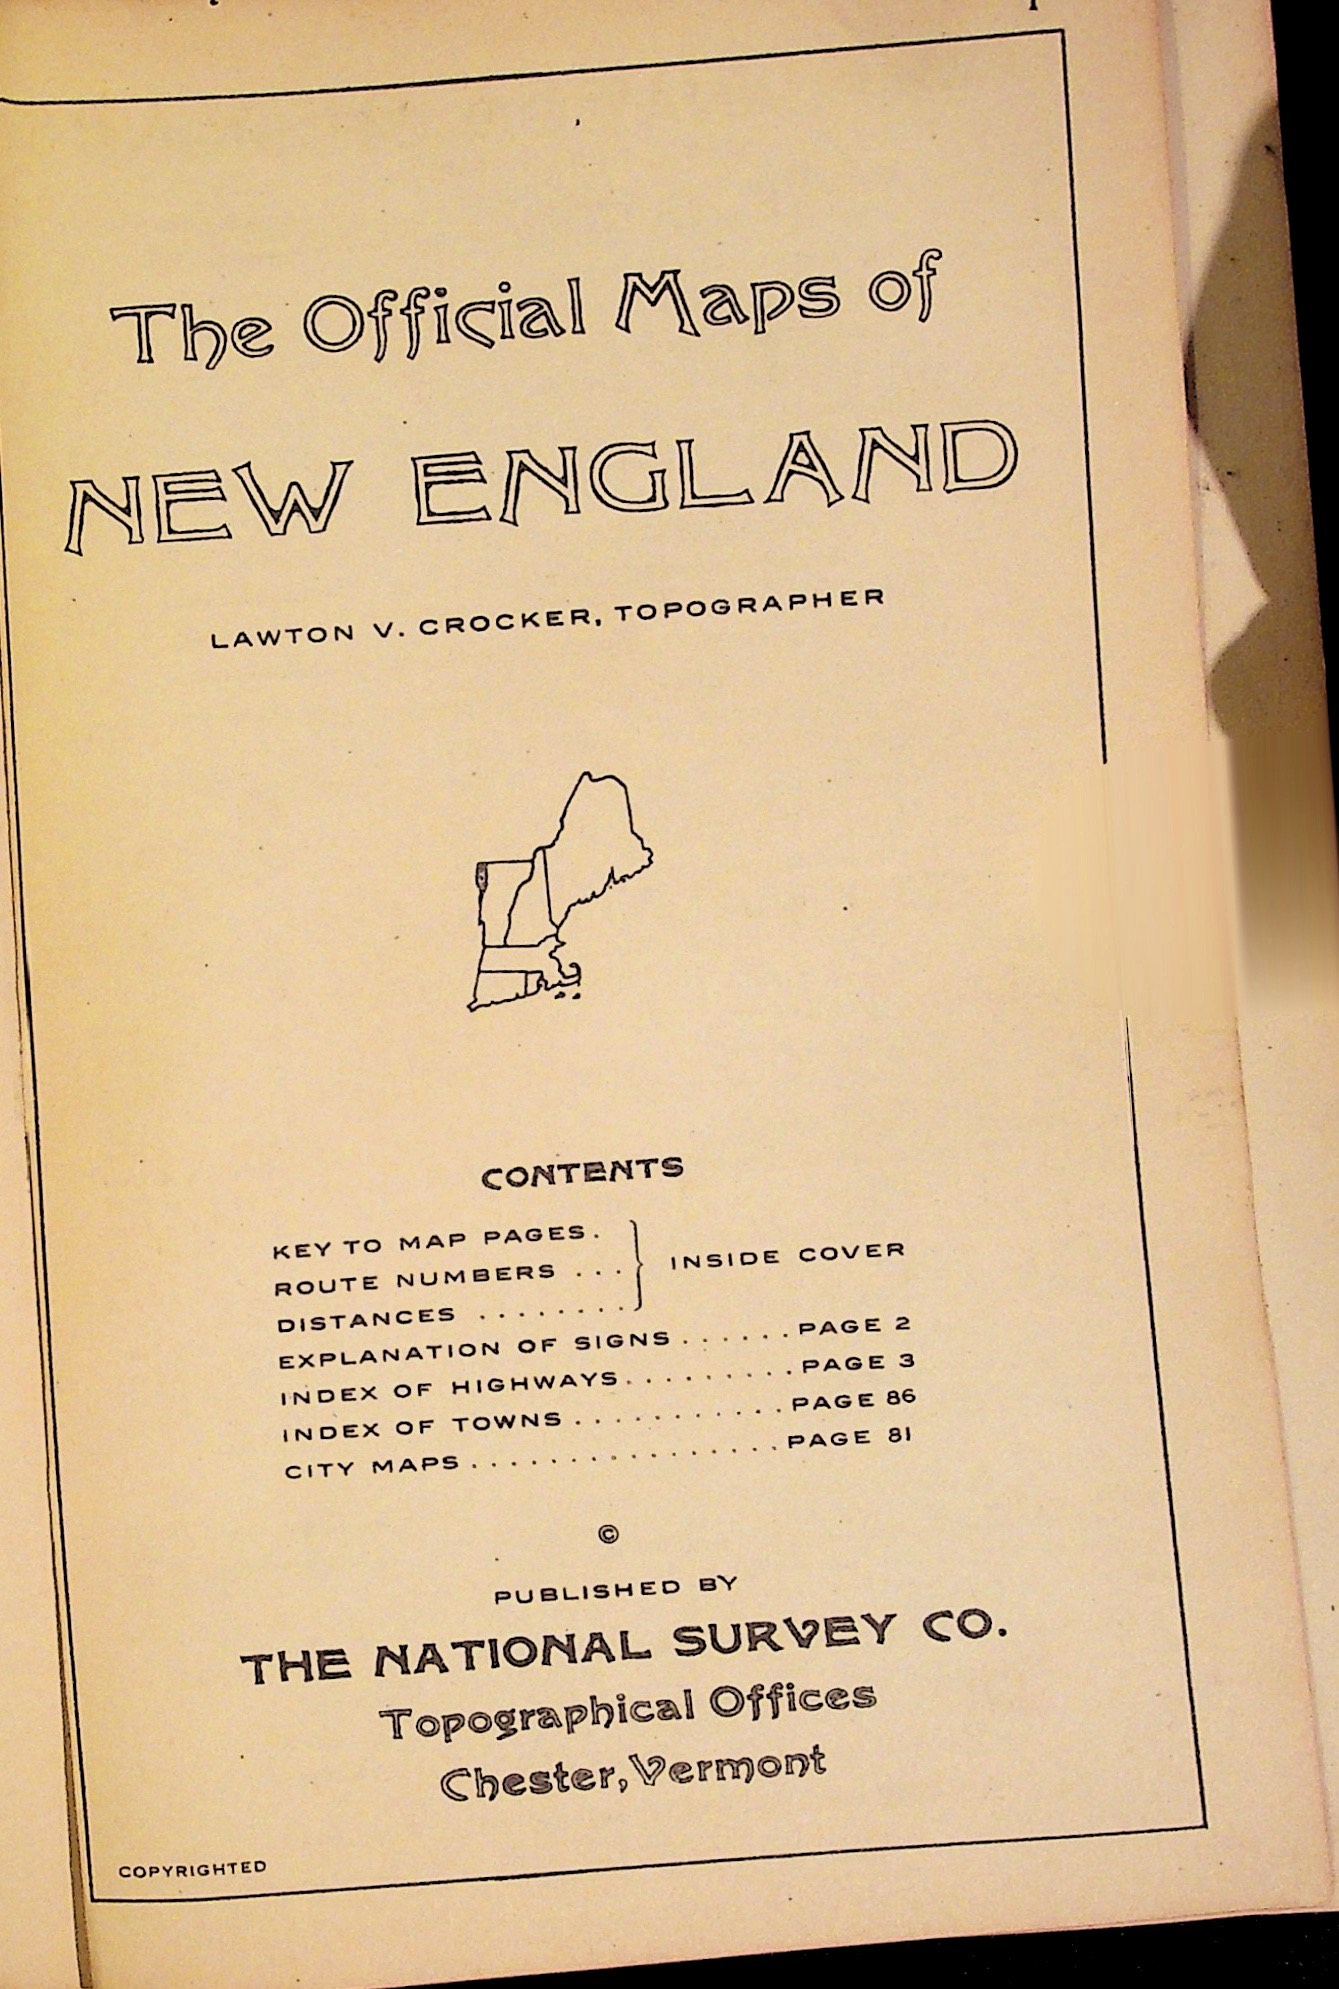 The Official Maps of
NEW ENGLAND
LAWTON V. CROCKER, TOPOGRAPHER
CONTENTS
KEY TO MAP PAGES.
ROUTE NUMBERS ... } INSIDE COVER
DISTANCES ........
EXPLANATION OF SIGNS ...... PAGE 2
INDEX OF HIGHWAYS......... PAGE 3
INDEX OF TOWNS ........... PAGE 86
CITY MAPS ................ PAGE 81
©
PUBLISHED BY
THE NATIONAL SURVEY CO.
Topographical Offices
Chester, Vermont
COPYRIGHTED